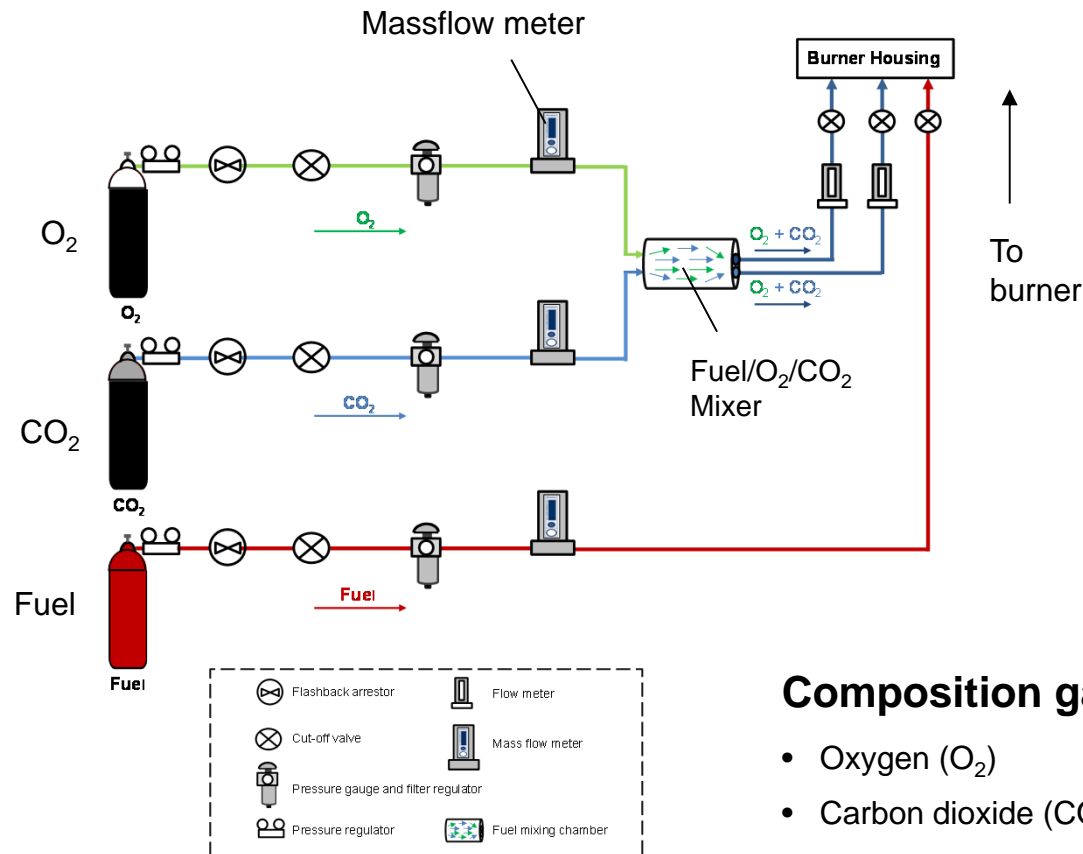 Massflow meter
Burner Housing
O₂
O₂
O₂
O₂ + CO₂
O₂ + CO₂
To
burner
Fuel/O₂/CO₂
Mixer
CO₂
CO₂
CO₂
Fuel
Fuel
Fuel
Flashback arrestor
Flow meter
Cut-off valve
Mass flow meter
Pressure gauge and filter regulator
Pressure regulator
Fuel mixing chamber
Composition ga
• Oxygen (O₂)
• Carbon dioxide (CO